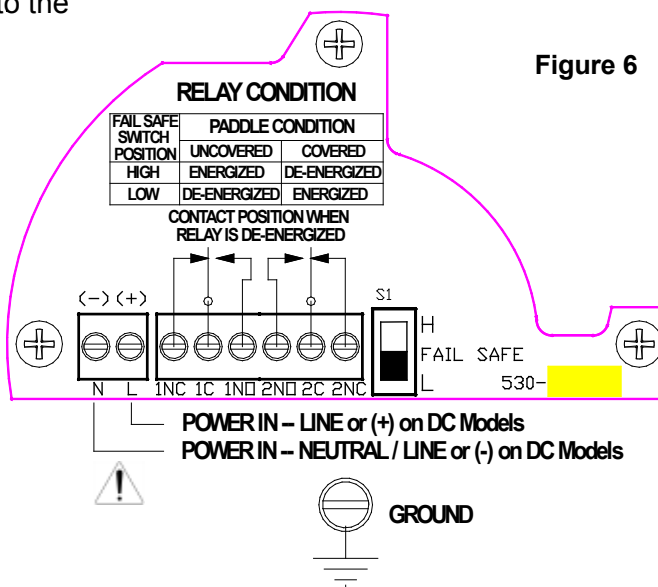 to the
Figure 6
RELAY CONDITION
FAIL SAFE SWITCH POSITION PADDLE CONDITION
UNCOVERED COVERED
HIGH ENERGIZED DE-ENERGIZED
LOW DE-ENERGIZED ENERGIZED
CONTACT POSITION WHEN
RELAY IS DE-ENERGIZED
S1
(-) (+)
H
FAIL SAFE
L
530-
N L 1NC 1C 1NO 2NO 2C 2NC
POWER IN -- LINE or (+) on DC Models
POWER IN -- NEUTRAL / LINE or (-) on DC Models
!
GROUND